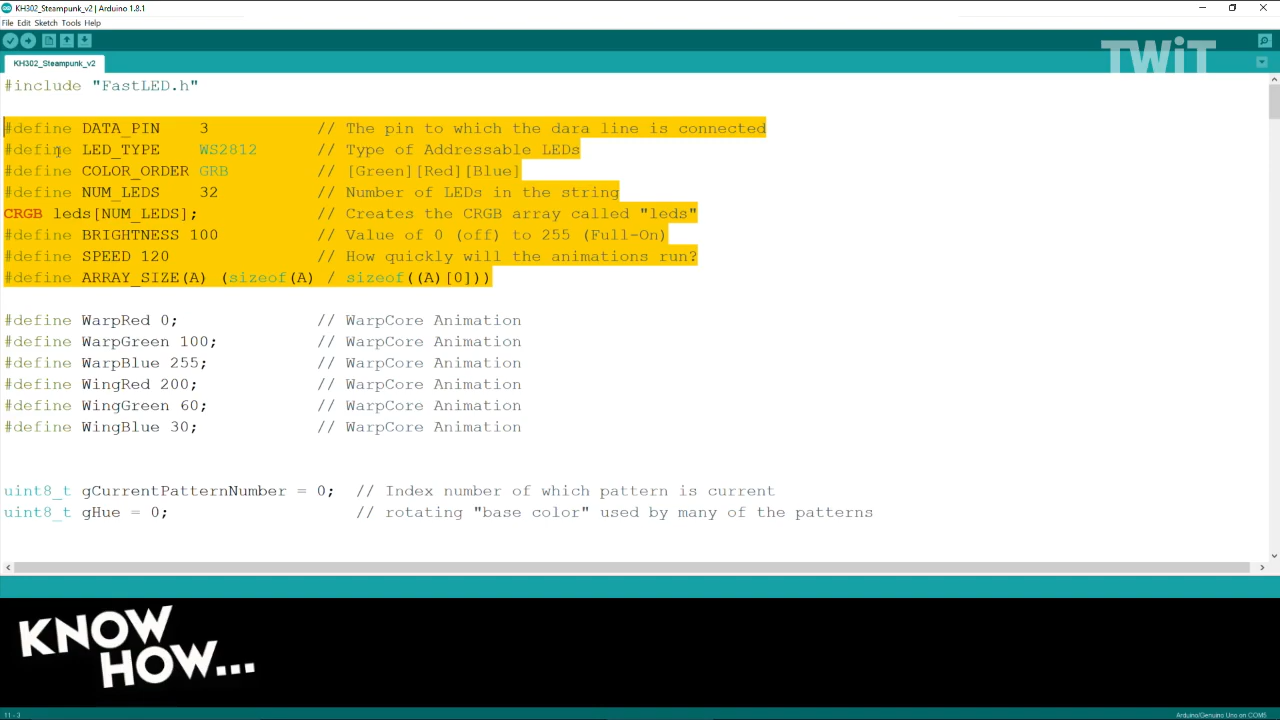 KH302_Steampunk_v2 | Arduino 1.8.1
File Edit Sketch Tools Help
TWiT
KH302_Steampunk_v2
#include "FastLED.h"
#define DATA_PIN 3 // The pin to which the dara line is connected
#define LED_TYPE WS2812 // Type of Addressable LEDs
#define COLOR_ORDER GRB // [Green][Red][Blue]
#define NUM_LEDS 32 // Number of LEDs in the string
CRGB leds[NUM_LEDS]; // Creates the CRGB array called "leds"
#define BRIGHTNESS 100 // Value of 0 (off) to 255 (Full-On)
#define SPEED 120 // How quickly will the animations run?
#define ARRAY_SIZE(A) (sizeof(A) / sizeof((A)[0]))
#define WarpRed 0; // WarpCore Animation
#define WarpGreen 100; // WarpCore Animation
#define WarpBlue 255; // WarpCore Animation
#define WingRed 200; // WarpCore Animation
#define WingGreen 60; // WarpCore Animation
#define WingBlue 30; // WarpCore Animation
uint8_t gCurrentPatternNumber = 0; // Index number of which pattern is current
uint8_t gHue = 0; // rotating "base color" used by many of the patterns
KNOW
HOW...
11 - 3
Arduino/Genuino Uno on COM5